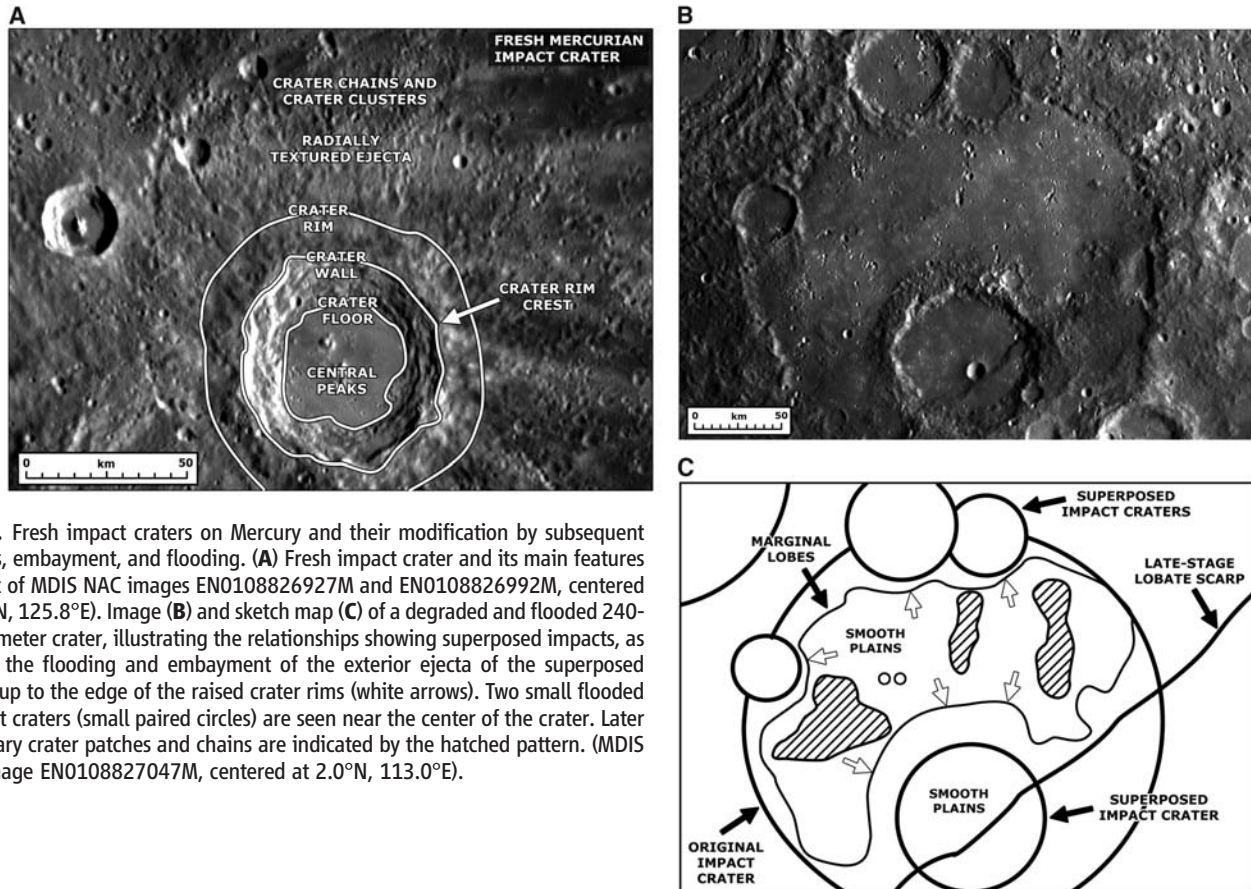 A
FRESH MERCURIAN
IMPACT CRATER
CRATER CHAINS AND
CRATER CLUSTERS
RADIALLY
TEXTURED EJECTA
CRATER
RIM
CRATER
WALL
CRATER RIM
CREST
CRATER
FLOOR
CENTRAL
PEAKS
0 km 50
B
0 km 50
C
SUPERPOSED
IMPACT CRATERS
MARGINAL
LOBES
LATE-STAGE
LOBATE SCARP
SMOOTH
PLAINS
SMOOTH
PLAINS
SUPERPOSED
IMPACT CRATER
ORIGINAL
IMPACT
CRATER
. Fresh impact craters on Mercury and their modification by subsequent
, embayment, and flooding. (A) Fresh impact crater and its main features
of MDIS NAC images EN0108826927M and EN0108826992M, centered
N, 125.8°E). Image (B) and sketch map (C) of a degraded and flooded 240-
meter crater, illustrating the relationships showing superposed impacts, as
the flooding and embayment of the exterior ejecta of the superposed
up to the edge of the raised crater rims (white arrows). Two small flooded
t craters (small paired circles) are seen near the center of the crater. Later
ary crater patches and chains are indicated by the hatched pattern. (MDIS
age EN0108827047M, centered at 2.0°N, 113.0°E).